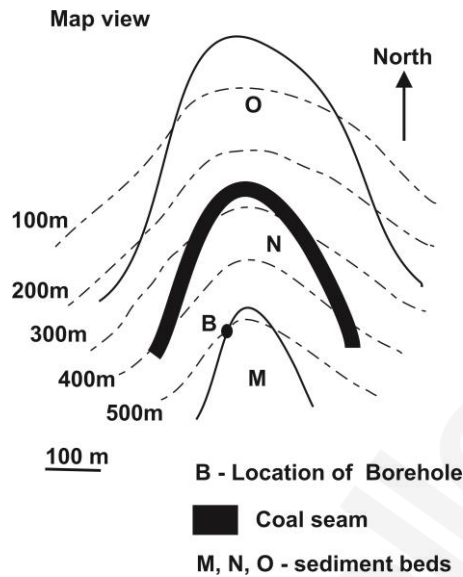 Map view
North
O
100m
N
200m
300m
B
400m
M
500m
100 m
B - Location of Borehole
Coal seam
M, N, O - sediment beds